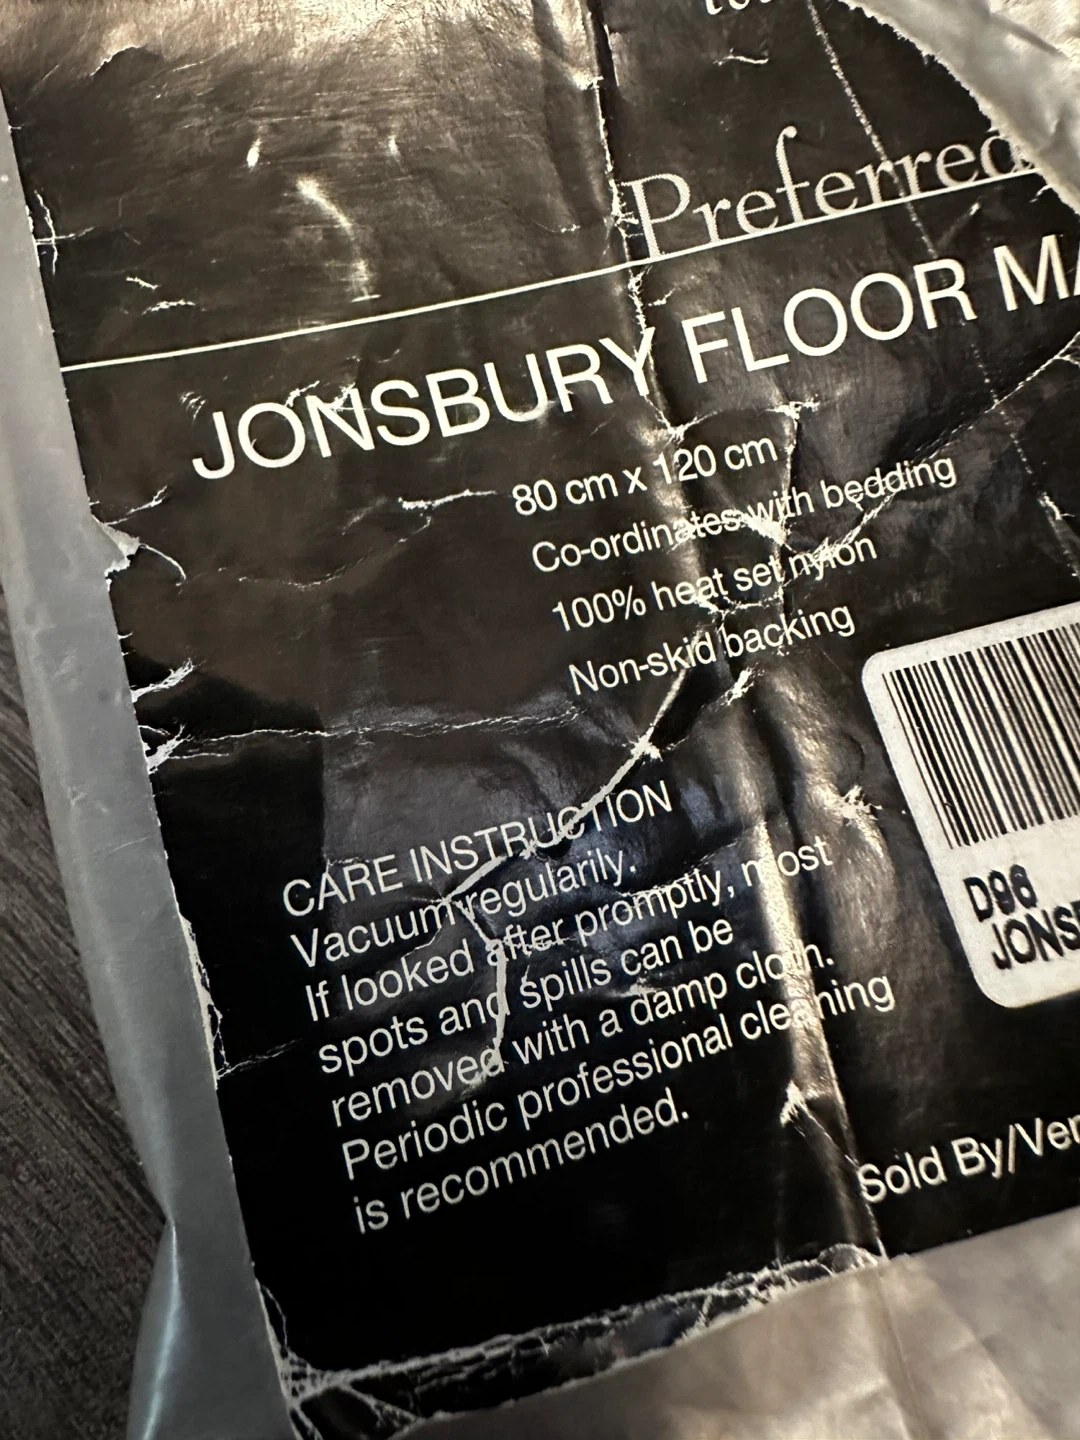 Preferred
JONSBURY FLOOR MA
80 cm x 120 cm
Co-ordinates with bedding
100% heat set nylon
Non-skid backing
D96
JONSB
CARE INSTRUCTION
Vacuum regularily.
If looked after promptly, most
spots and spills can be
removed with a damp cloth.
Periodic professional cleaning
is recommended.
Sold By/Ven